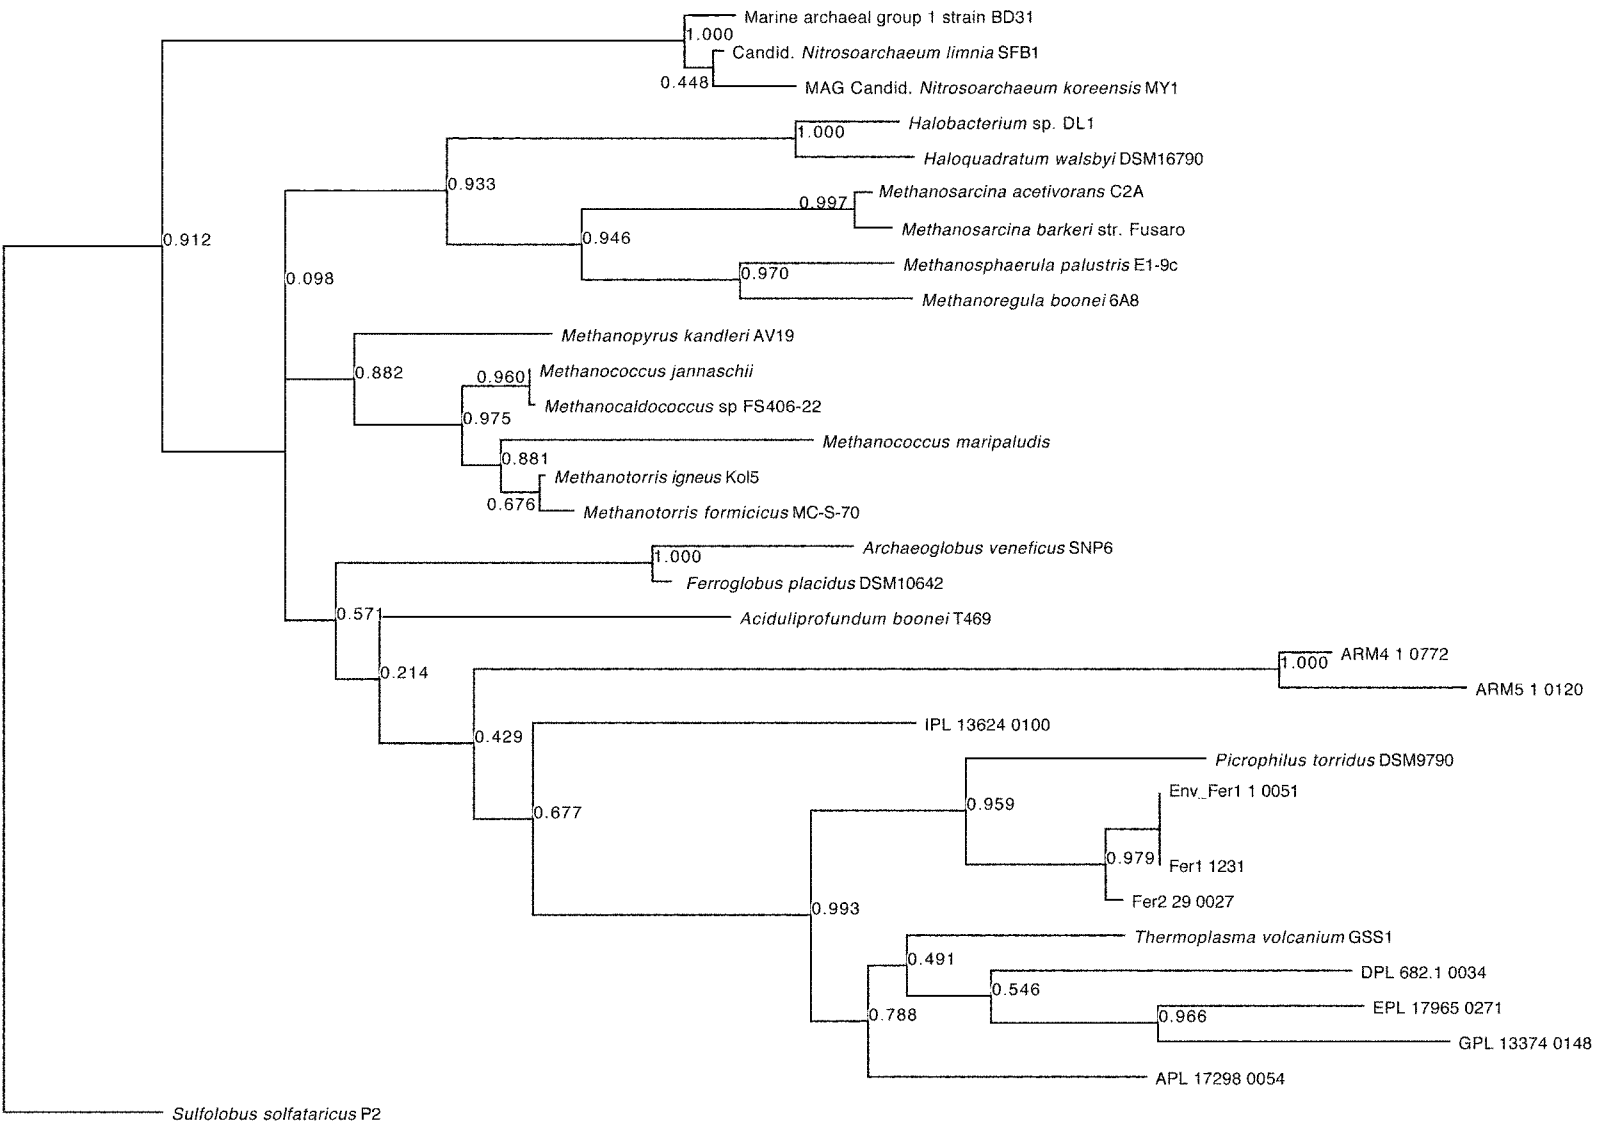 Marine archaeal group 1 strain BD31
1.000
Candid. Nitrosoarchaeum limnia SFB1
0.448
MAG Candid. Nitrosoarchaeum koreensis MY1
Halobacterium sp. DL1
1.000
Haloquadratum walsbyi DSM16790
0.933
Methanosarcina acetivorans C2A
0.997
Methanosarcina barkeri str. Fusaro
0.912
0.946
Methanosphaerula palustris E1-9c
0.970
0.098
Methanoregula boonei 6A8
Methanopyrus kandleri AV19
0.882
Methanococcus jannaschii
0.960
Methanocaldococcus sp FS406-22
0.975
Methanococcus maripaludis
0.881
Methanotorris igneus Kol5
0.676
Methanotorris formicicus MC-S-70
Archaeoglobus veneficus SNP6
1.000
Ferroglobus placidus DSM10642
0.571
Aciduliprofundum boonei T469
0.214
ARM4 1 0772
1.000
ARM5 1 0120
IPL 13624 0100
0.429
Picrophilus torridus DSM9790
Env_Fer1 1 0051
0.959
0.677
0.979
Fer1 1231
Fer2 29 0027
0.993
Thermoplasma volcanium GSS1
0.491
DPL 682.1 0034
0.546
EPL 17965 0271
0.788
0.966
GPL 13374 0148
APL 17298 0054
Sulfolobus solfataricus P2